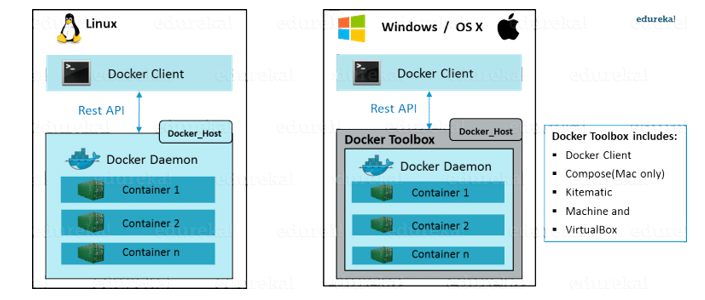 Linux
Docker Client
Rest API
Docker_Host
Docker Daemon
Container 1
Container 2
Container n
Windows / OS X
Docker Client
Rest API
Docker_Host
Docker Toolbox
Docker Daemon
Container 1
Container 2
Container n
edureka!
Docker Toolbox includes:
▪ Docker Client
▪ Compose(Mac only)
▪ Kitematic
▪ Machine and
▪ VirtualBox